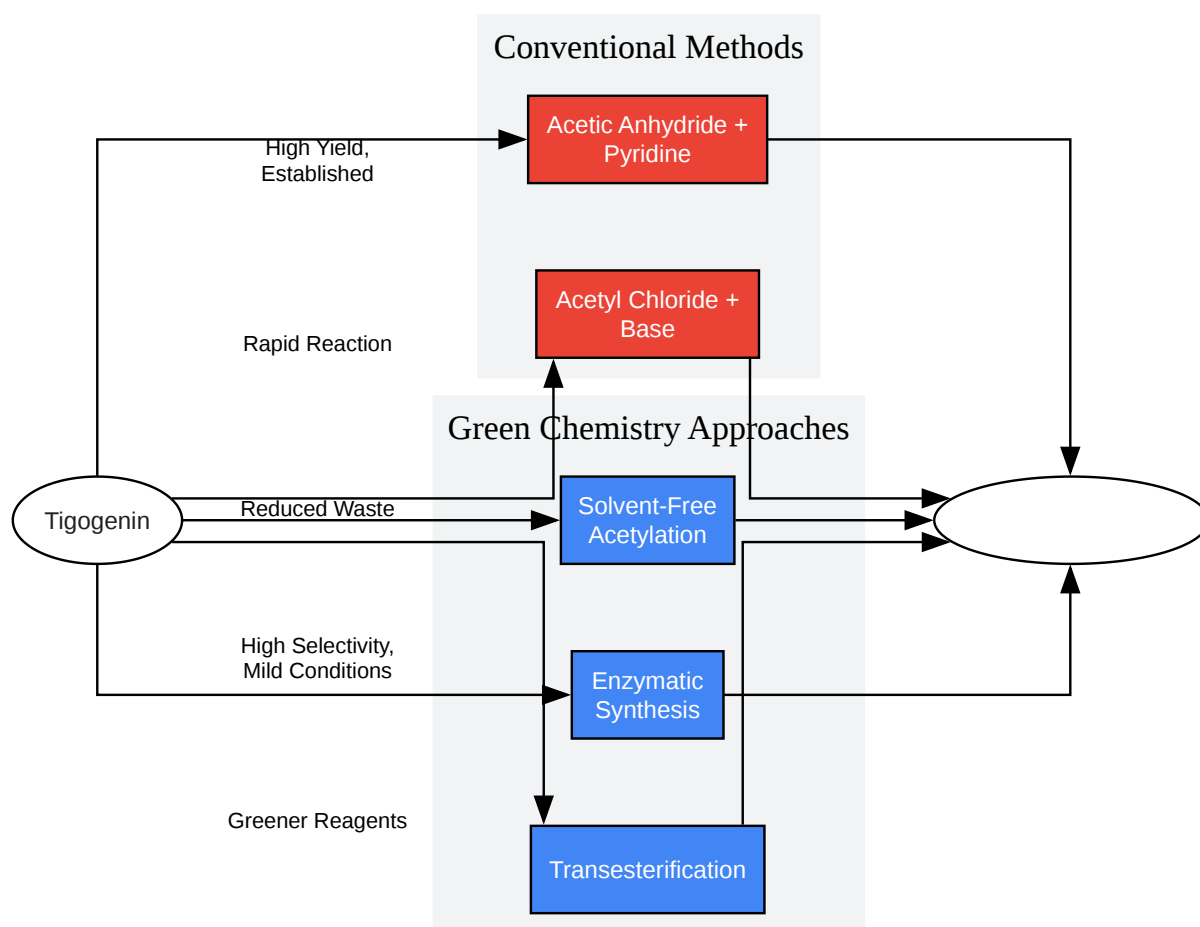 Conventional Methods
High Yield,
Established
Acetic Anhydride +
Pyridine
Rapid Reaction
Acetyl Chloride +
Base
Green Chemistry Approaches
Tigogenin
Reduced Waste
Solvent-Free
Acetylation
High Selectivity,
Mild Conditions
Enzymatic
Synthesis
Greener Reagents
Transesterification